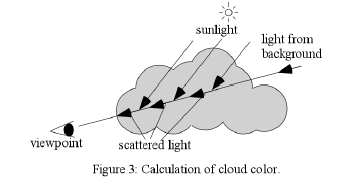 sunlight
light from
background
viewpoint
scattered light
Figure 3: Calculation of cloud color.